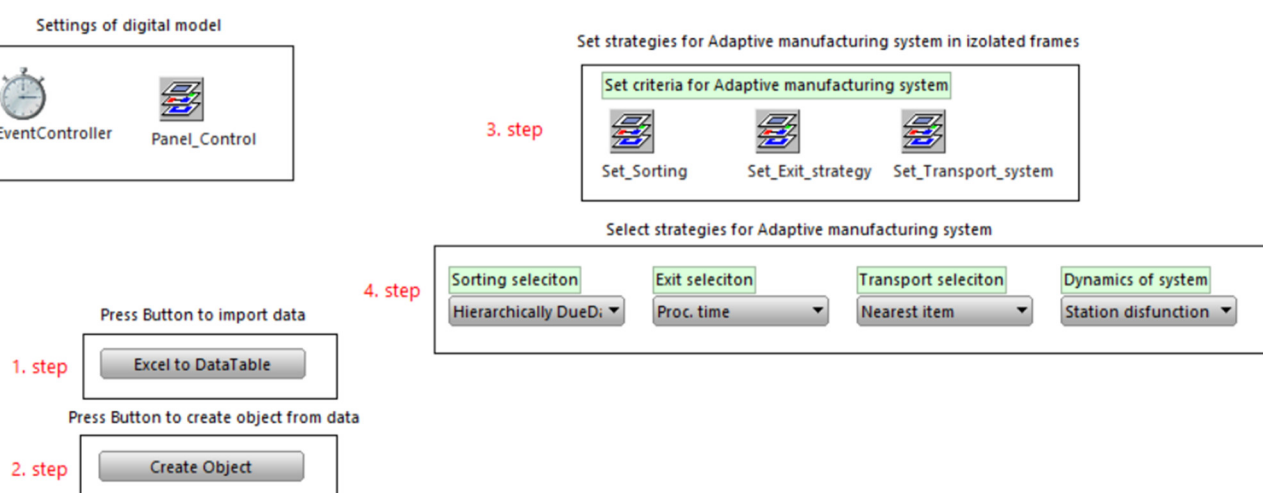 Settings of digital model
EventController
Panel_Control
Set strategies for Adaptive manufacturing system in izolated frames
Set criteria for Adaptive manufacturing system
3. step
Set_Sorting
Set_Exit_strategy
Set_Transport_system
Select strategies for Adaptive manufacturing system
4. step
Sorting seleciton
Exit seleciton
Transport seleciton
Dynamics of system
Hierarchically DueDa
Proc. time
Nearest item
Station disfunction
Press Button to import data
1. step
Excel to DataTable
Press Button to create object from data
2. step
Create Object